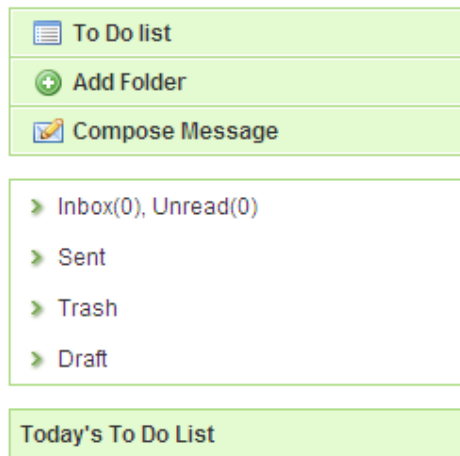 To Do list
Add Folder
Compose Message
Inbox(0), Unread(0)
Sent
Trash
Draft
Today's To Do List